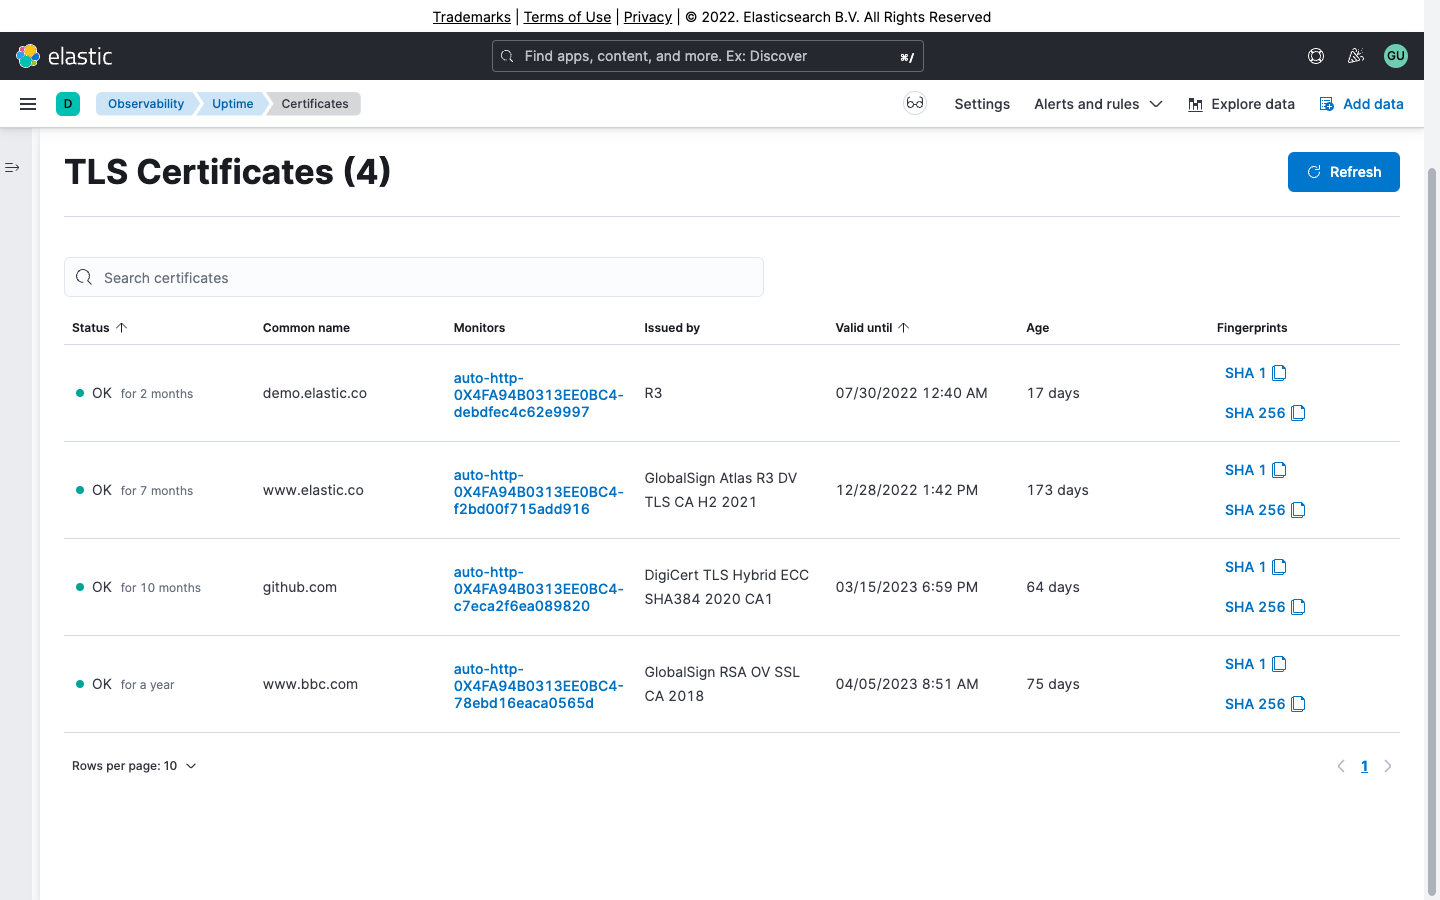 Trademarks | Terms of Use | Privacy | © 2022. Elasticsearch B.V. All Rights Reserved
elastic
Find apps, content, and more. Ex: Discover
⌘/
GU
D
Observability
Uptime
Certificates
Settings
Alerts and rules
Explore data
Add data
TLS Certificates (4)
Refresh
Search certificates
Status Common name Monitors Issued by Valid until Age Fingerprints
OK for 2 months
demo.elastic.co
auto-http-
0X4FA94B0313EE0BC4-
debdfec4c62e9997
R3
07/30/2022 12:40 AM
17 days
SHA 1
SHA 256
OK for 7 months
www.elastic.co
auto-http-
0X4FA94B0313EE0BC4-
f2bd00f715add916
GlobalSign Atlas R3 DV
TLS CA H2 2021
12/28/2022 1:42 PM
173 days
SHA 1
SHA 256
OK for 10 months
github.com
auto-http-
0X4FA94B0313EE0BC4-
c7eca2f6ea089820
DigiCert TLS Hybrid ECC
SHA384 2020 CA1
03/15/2023 6:59 PM
64 days
SHA 1
SHA 256
OK for a year
www.bbc.com
auto-http-
0X4FA94B0313EE0BC4-
78ebd16eaca0565d
GlobalSign RSA OV SSL
CA 2018
04/05/2023 8:51 AM
75 days
SHA 1
SHA 256
Rows per page: 10
1